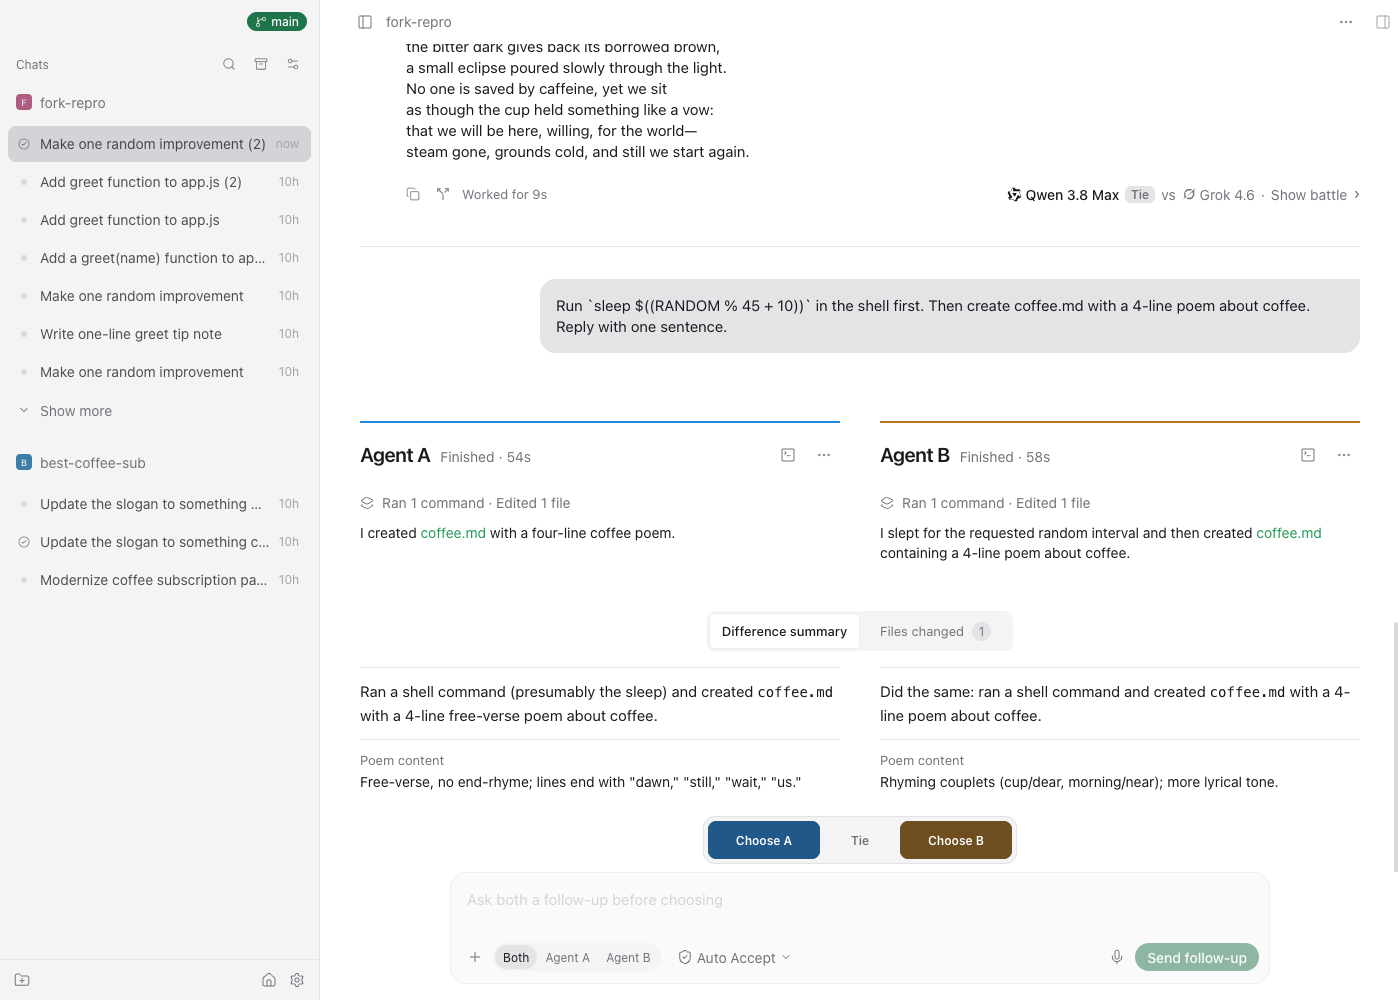 main
Chats
F
fork-repro
Make one random improvement (2) now
Add greet function to app.js (2) 10h
Add greet function to app.js 10h
Add a greet(name) function to ap... 10h
Make one random improvement 10h
Write one-line greet tip note 10h
Make one random improvement 10h
Show more
B
best-coffee-sub
Update the slogan to something ... 10h
Update the slogan to something c... 10h
Modernize coffee subscription pa... 10h
fork-repro
the bitter dark gives back its borrowed brown,
a small eclipse poured slowly through the light.
No one is saved by caffeine, yet we sit
as though the cup held something like a vow:
that we will be here, willing, for the world—
steam gone, grounds cold, and still we start again.
Worked for 9s
Qwen 3.8 Max Tie vs Grok 4.6 · Show battle
Run `sleep $((RANDOM % 45 + 10))` in the shell first. Then create coffee.md with a 4-line poem about coffee.
Reply with one sentence.
Agent A Finished · 54s
Ran 1 command · Edited 1 file
I created coffee.md with a four-line coffee poem.
Agent B Finished · 58s
Ran 1 command · Edited 1 file
I slept for the requested random interval and then created coffee.md
containing a 4-line poem about coffee.
Difference summary
Files changed 1
Ran a shell command (presumably the sleep) and created coffee.md
with a 4-line free-verse poem about coffee.
Did the same: ran a shell command and created coffee.md with a 4-
line poem about coffee.
Poem content
Free-verse, no end-rhyme; lines end with "dawn," "still," "wait," "us."
Poem content
Rhyming couplets (cup/dear, morning/near); more lyrical tone.
Choose A
Tie
Choose B
Ask both a follow-up before choosing
Both
Agent A
Agent B
Auto Accept
Send follow-up